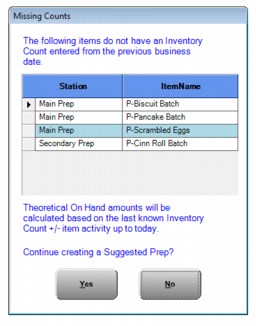 Missing Counts
The following items do not have an Inventory
Count entered from the previous business
date.
Station ItemName
Main Prep P-Biscuit Batch
Main Prep P-Pancake Batch
Main Prep P-Scrambled Eggs
Secondary Prep P-Cinn Roll Batch
Theoretical On Hand amounts will be
calculated based on the last known Inventory
Count +/- item activity up to today.
Continue creating a Suggested Prep?
Yes No